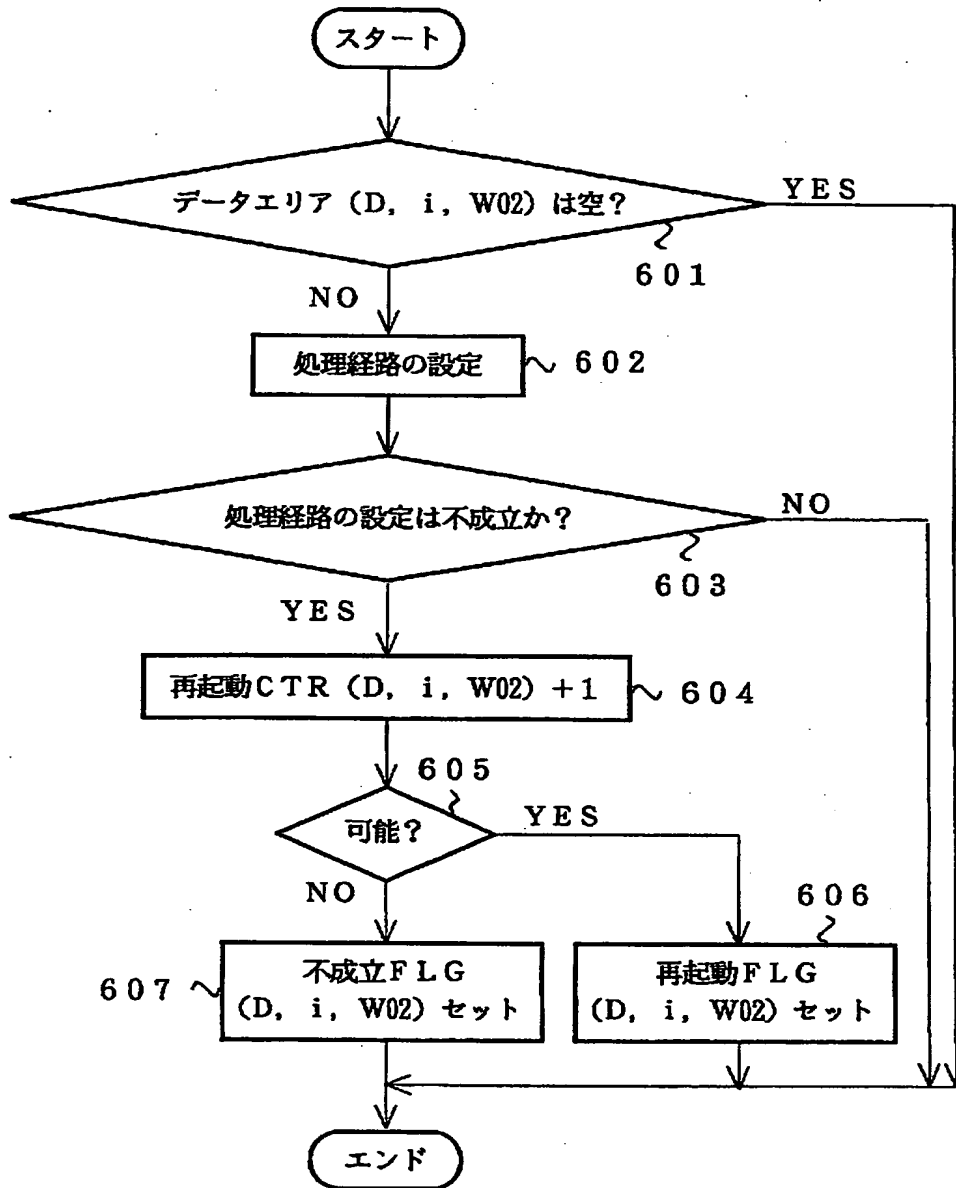 スタート
データエリア (D, i, W02) は空?
YES
601
NO
処理経路の設定
602
処理経路の設定は不成立か?
NO
603
YES
再起動CTR (D, i, W02) +1
604
605
可能?
YES
NO
606
607
不成立FLG
(D, i, W02) セット
再起動FLG
(D, i, W02) セット
エンド